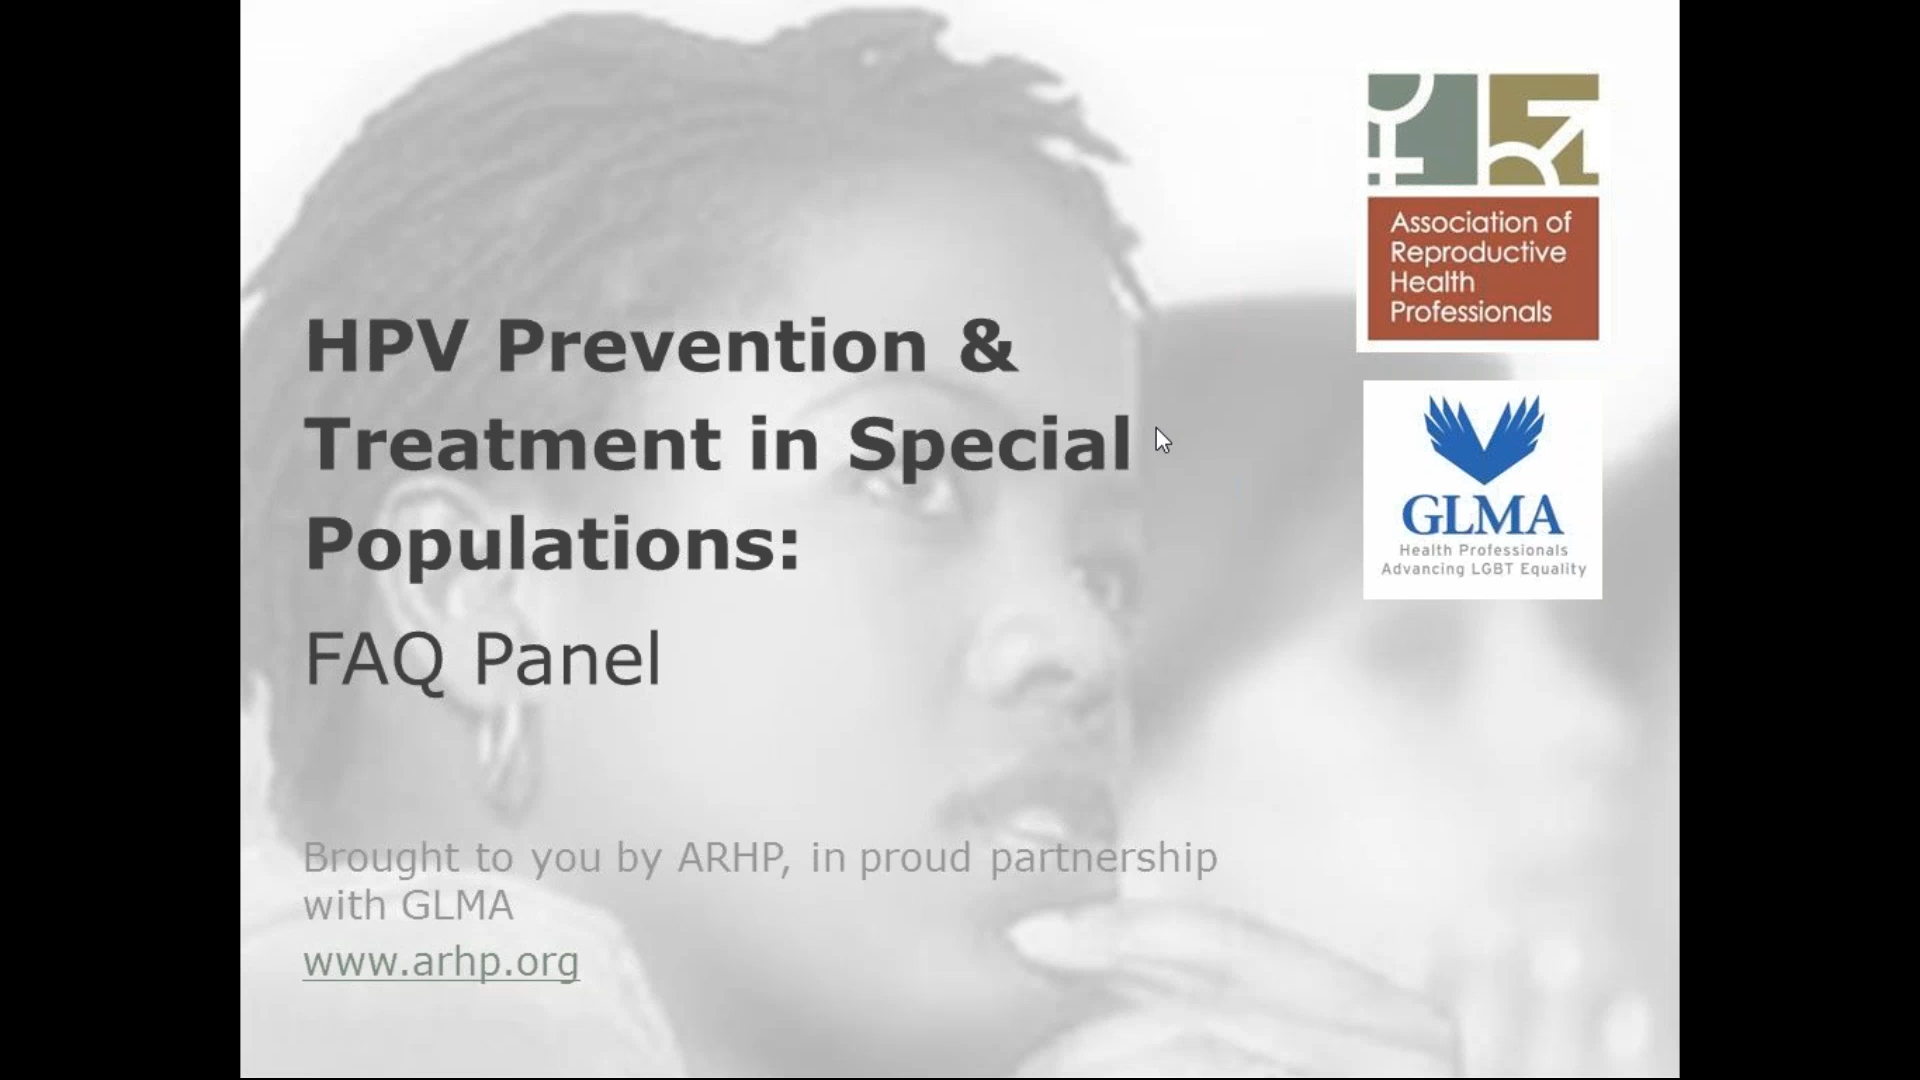 HPV Prevention &
Treatment in Special
Populations:
FAQ Panel
Brought to you by ARHP, in proud partnership
with GLMA
www.arhp.org
Association of
Reproductive
Health
Professionals
GLMA
Health Professionals
Advancing LGBT Equality